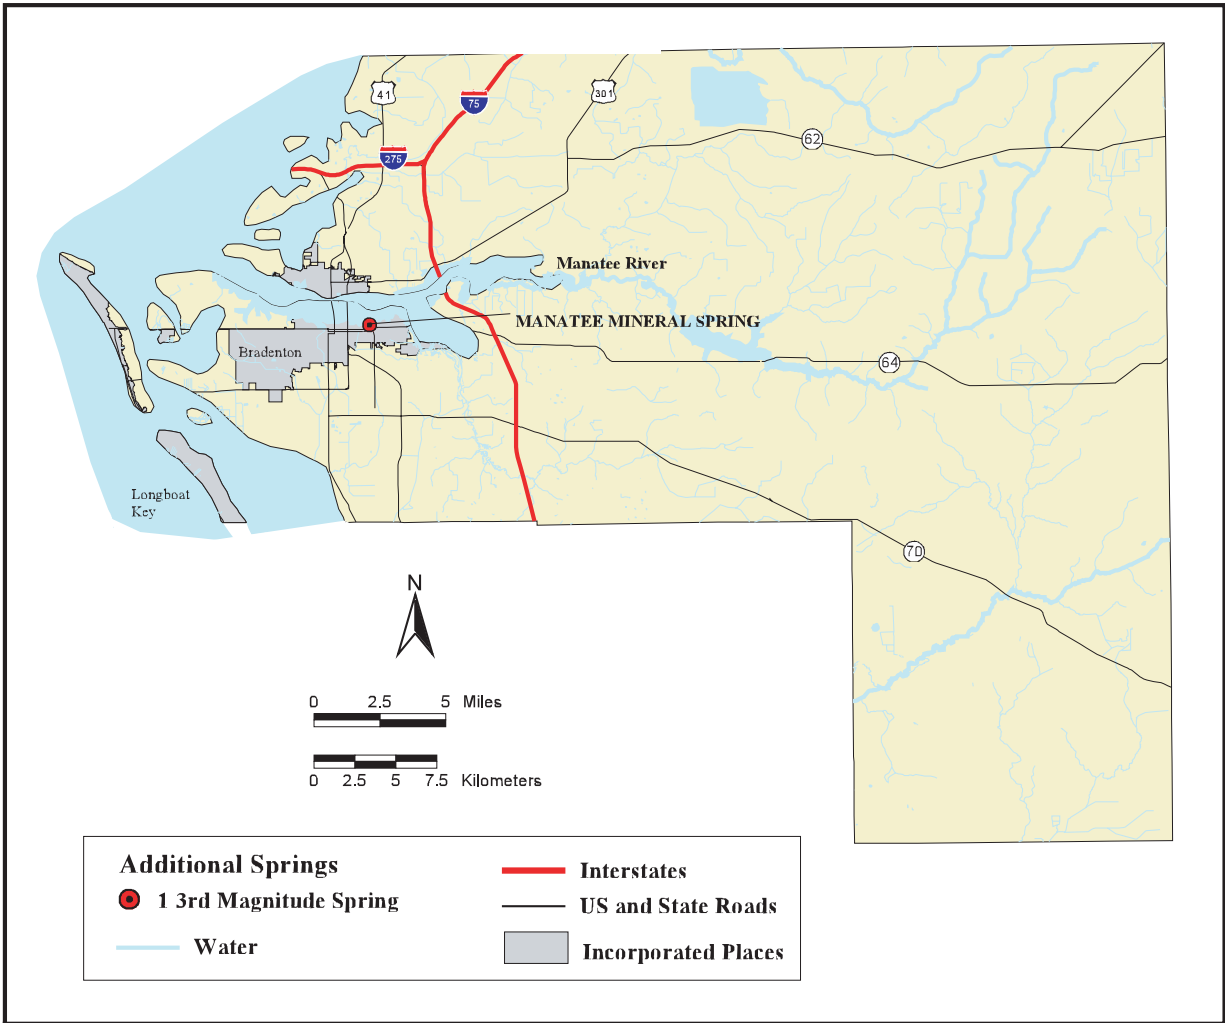 41
75
301
62
275
Manatee River
MANATEE MINERAL SPRING
Bradenton
64
Longboat
Key
70
N
0 2.5 5 Miles
0 2.5 5 7.5 Kilometers
Additional Springs
1 3rd Magnitude Spring
Water
Interstates
US and State Roads
Incorporated Places